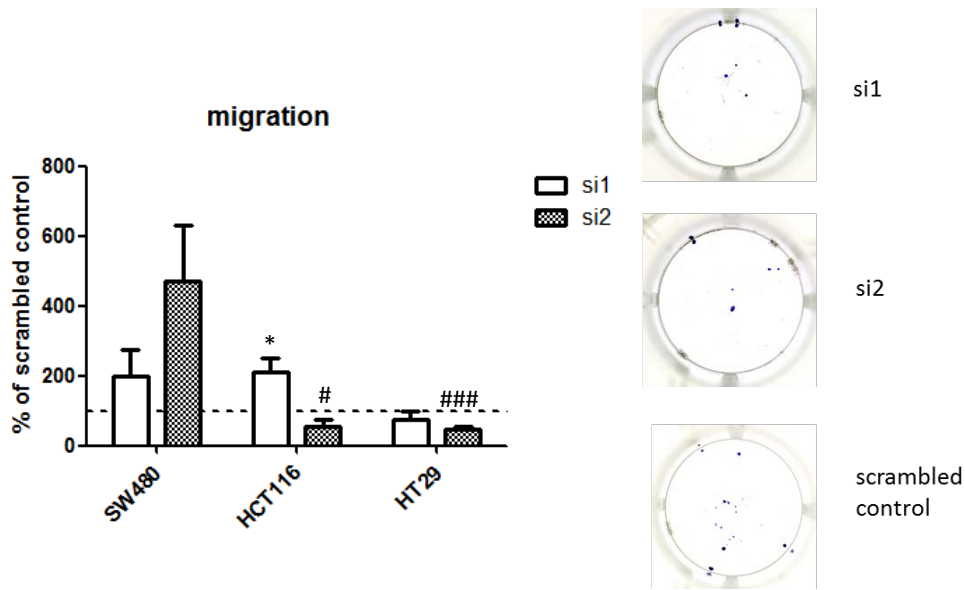 migration
% of scrambled control
800
600
400
200
0
*
#
###
SW480
HCT116
HT29
si1
si2
si1
si2
scrambled
control